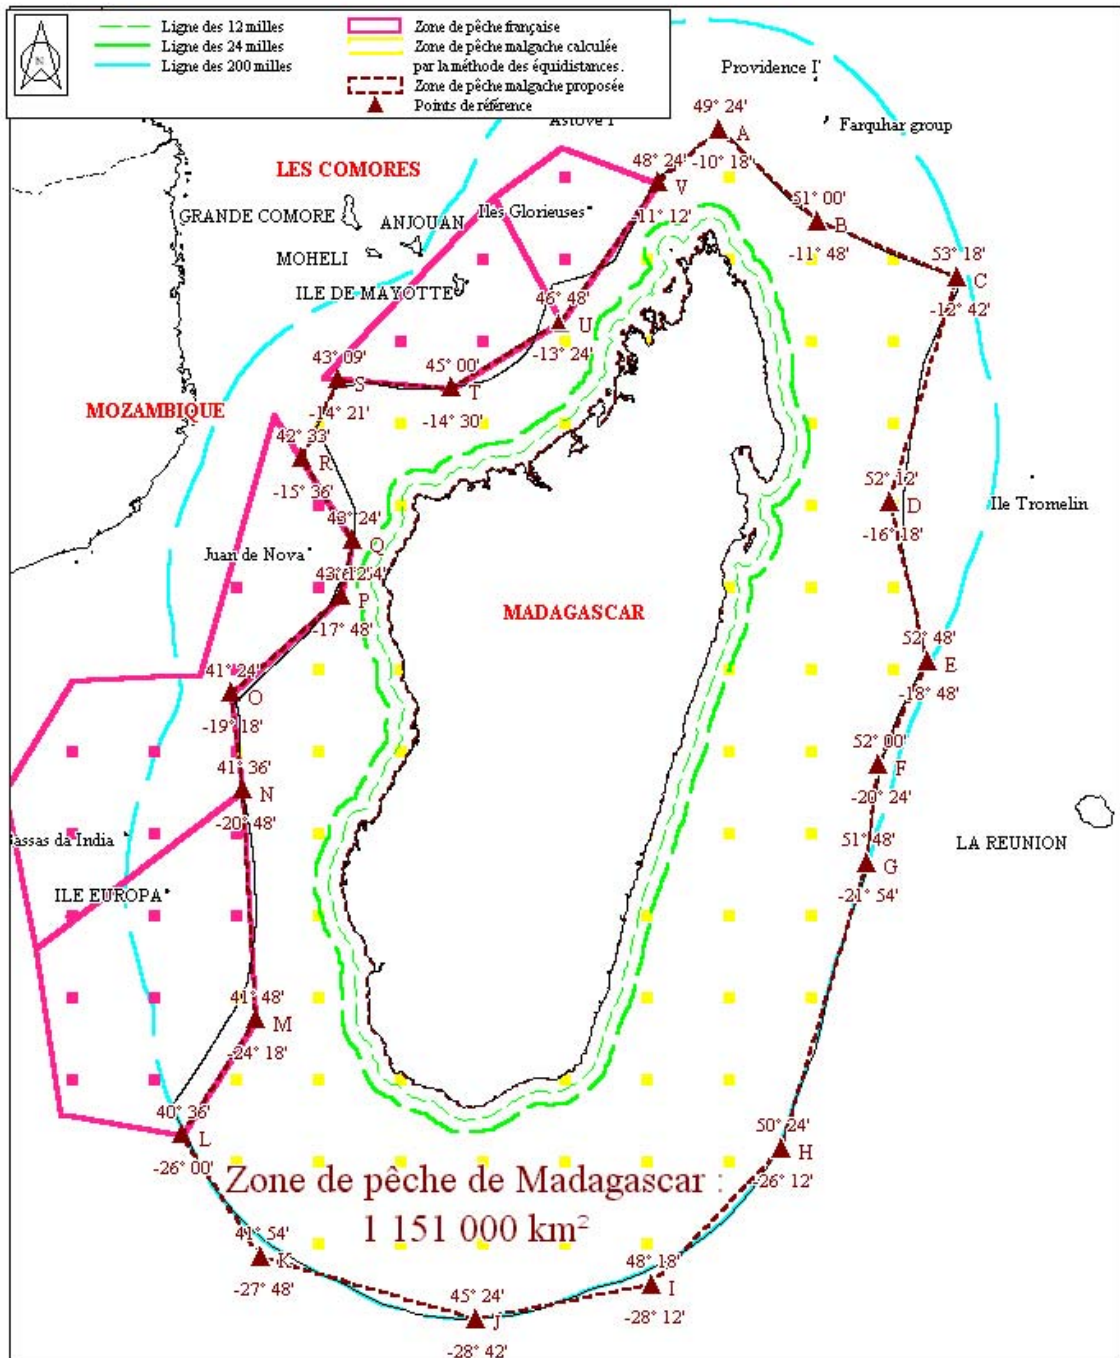 N
Ligne des 12 milles
Ligne des 24 milles
Ligne des 200 milles
Zone de pêche française
Zone de pêche malgache calculée
par la méthode des équidistances.
Zone de pêche malgache proposée
Points de référence
Providence I
Astove I
Farquhar group
49° 24'
A
-10° 18'
LES COMORES
48° 24'
V
-11° 12'
GRANDE COMORE
ANJOUAN
Iles Glorieuses
51° 00'
B
-11° 48'
MOHELI
53° 18'
C
-12° 42'
ILE DE MAYOTTE
46° 48'
U
-13° 24'
43° 09'
S
-14° 21'
45° 00'
T
-14° 30'
MOZAMBIQUE
42° 33'
R
-15° 36'
52° 12'
D
-16° 18'
Ile Tromelin
43° 24'
Q
Juan de Nova
43° 12'
P
-17° 48'
MADAGASCAR
52° 48'
E
-18° 48'
41° 24'
O
-19° 18'
52° 00'
F
-20° 24'
41° 36'
N
-20° 48'
Bassas da India
LA REUNION
51° 48'
G
-21° 54'
ILE EUROPA
41° 48'
M
-24° 18'
40° 36'
L
-26° 00'
50° 24'
H
-26° 12'
Zone de pêche de Madagascar :
1 151 000 km²
41° 54'
K
-27° 48'
48° 18'
I
-28° 12'
45° 24'
J
-28° 42'